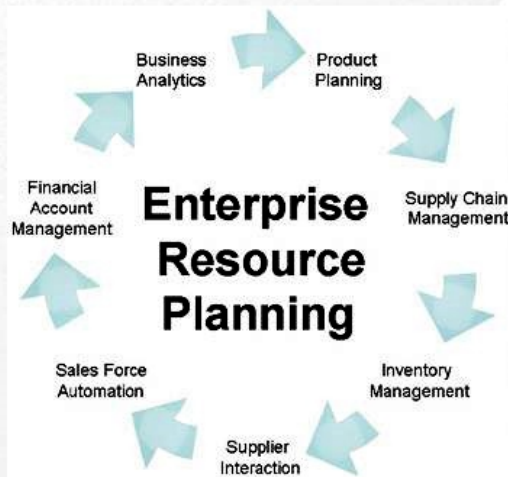 Business
Analytics
Product
Planning
Financial
Account
Management
Enterprise
Resource
Planning
Supply Chain
Management
Sales Force
Automation
Inventory
Management
Supplier
Interaction